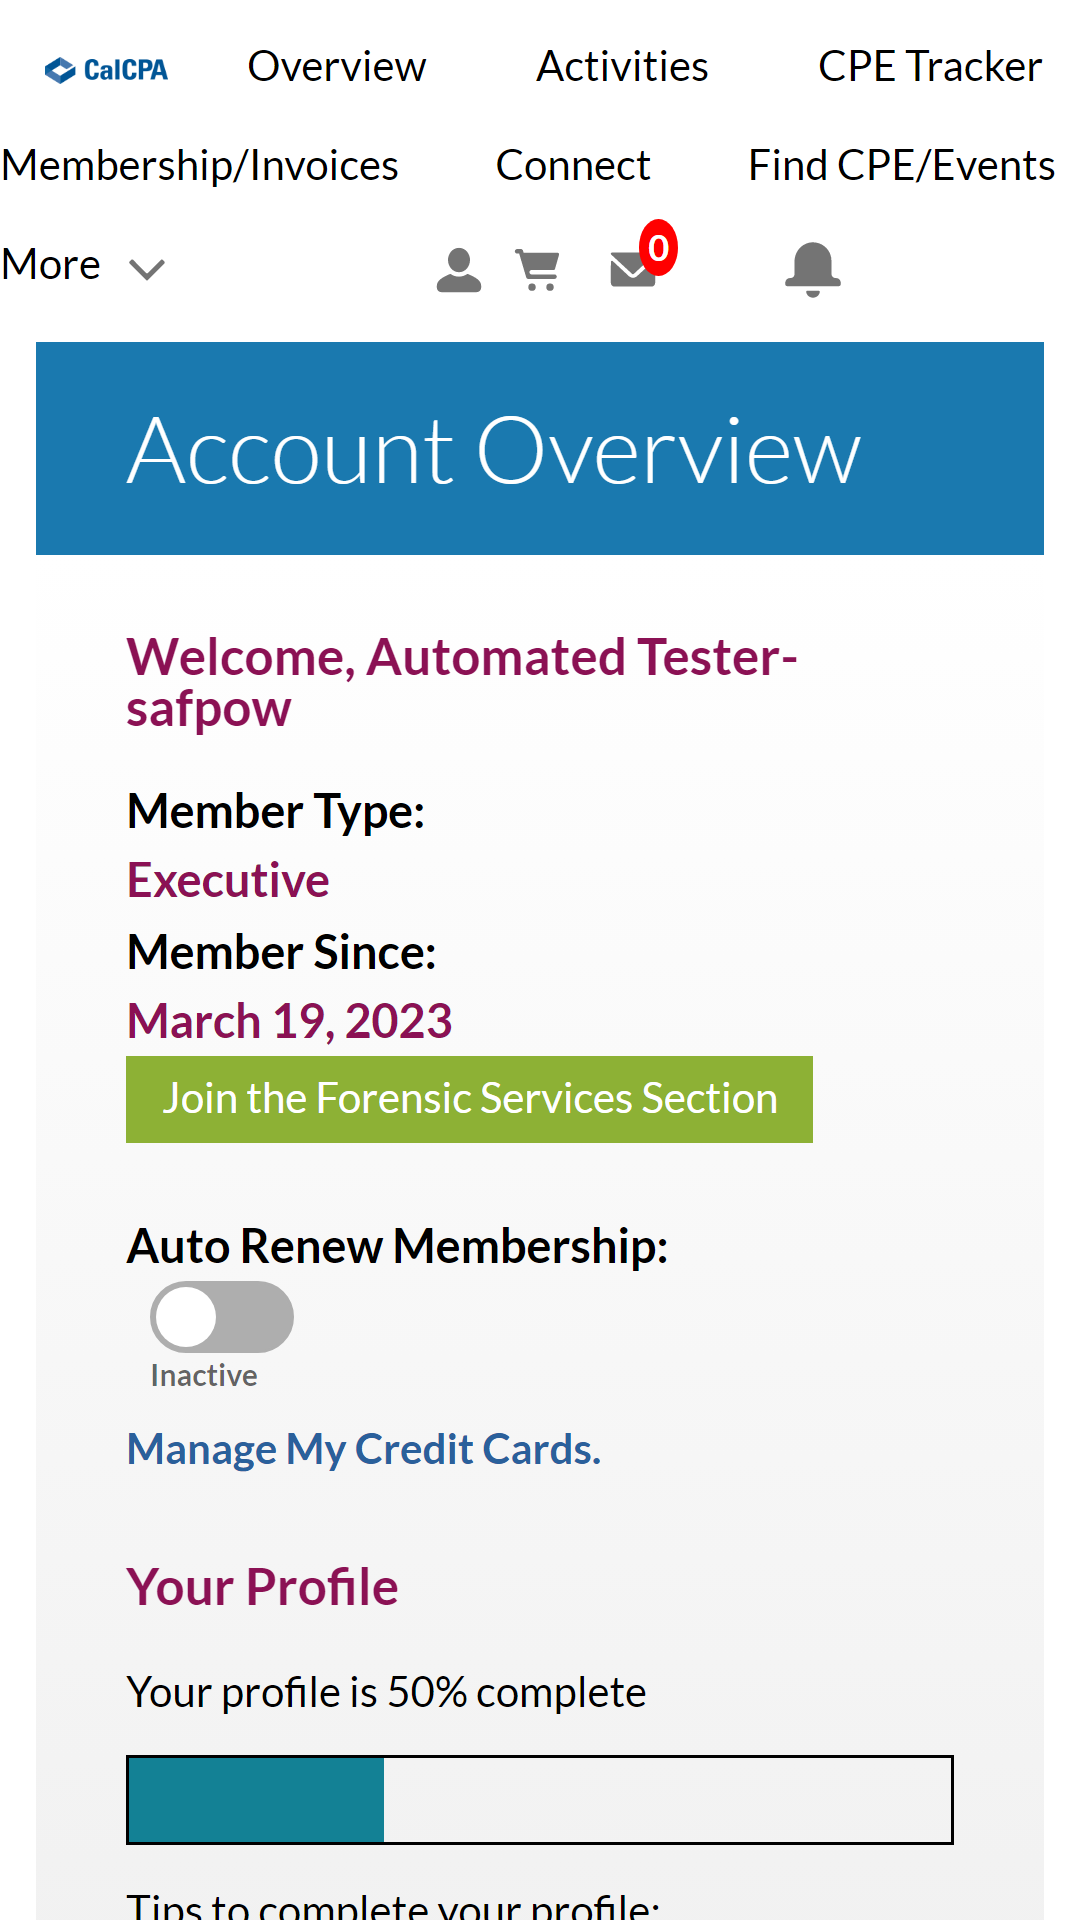 CalCPA Overview Activities CPE Tracker
Membership/Invoices Connect Find CPE/Events
More 0
Account Overview
Welcome, Automated Tester-
safpow
Member Type:
Executive
Member Since:
March 19, 2023
Join the Forensic Services Section
Auto Renew Membership:
Inactive
Manage My Credit Cards.
Your Profile
Your profile is 50% complete
Tips to complete your profile: